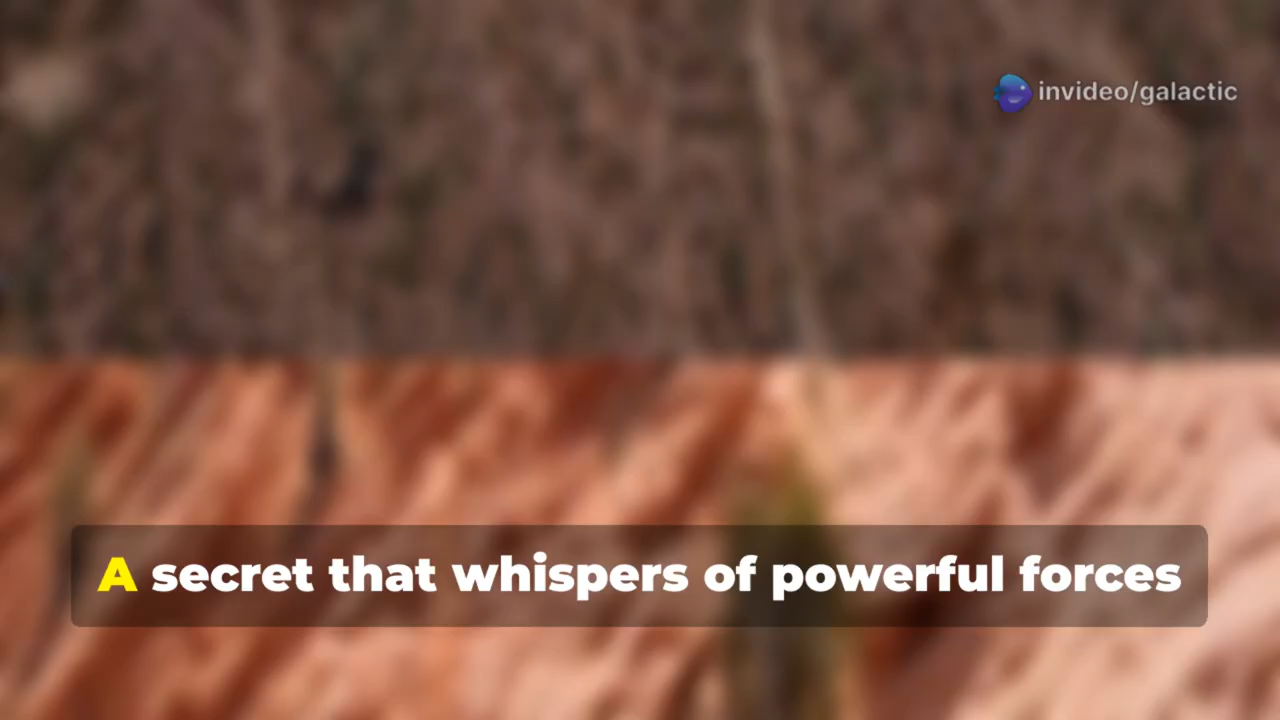 invideo/galactic
A secret that whispers of powerful forces